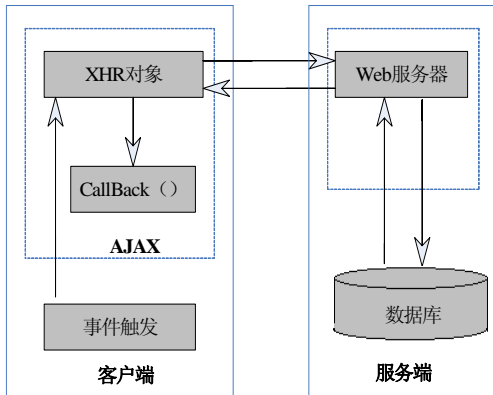 XHR对象
Web服务器
CallBack（）
AJAX
事件触发
数据库
客户端
服务端